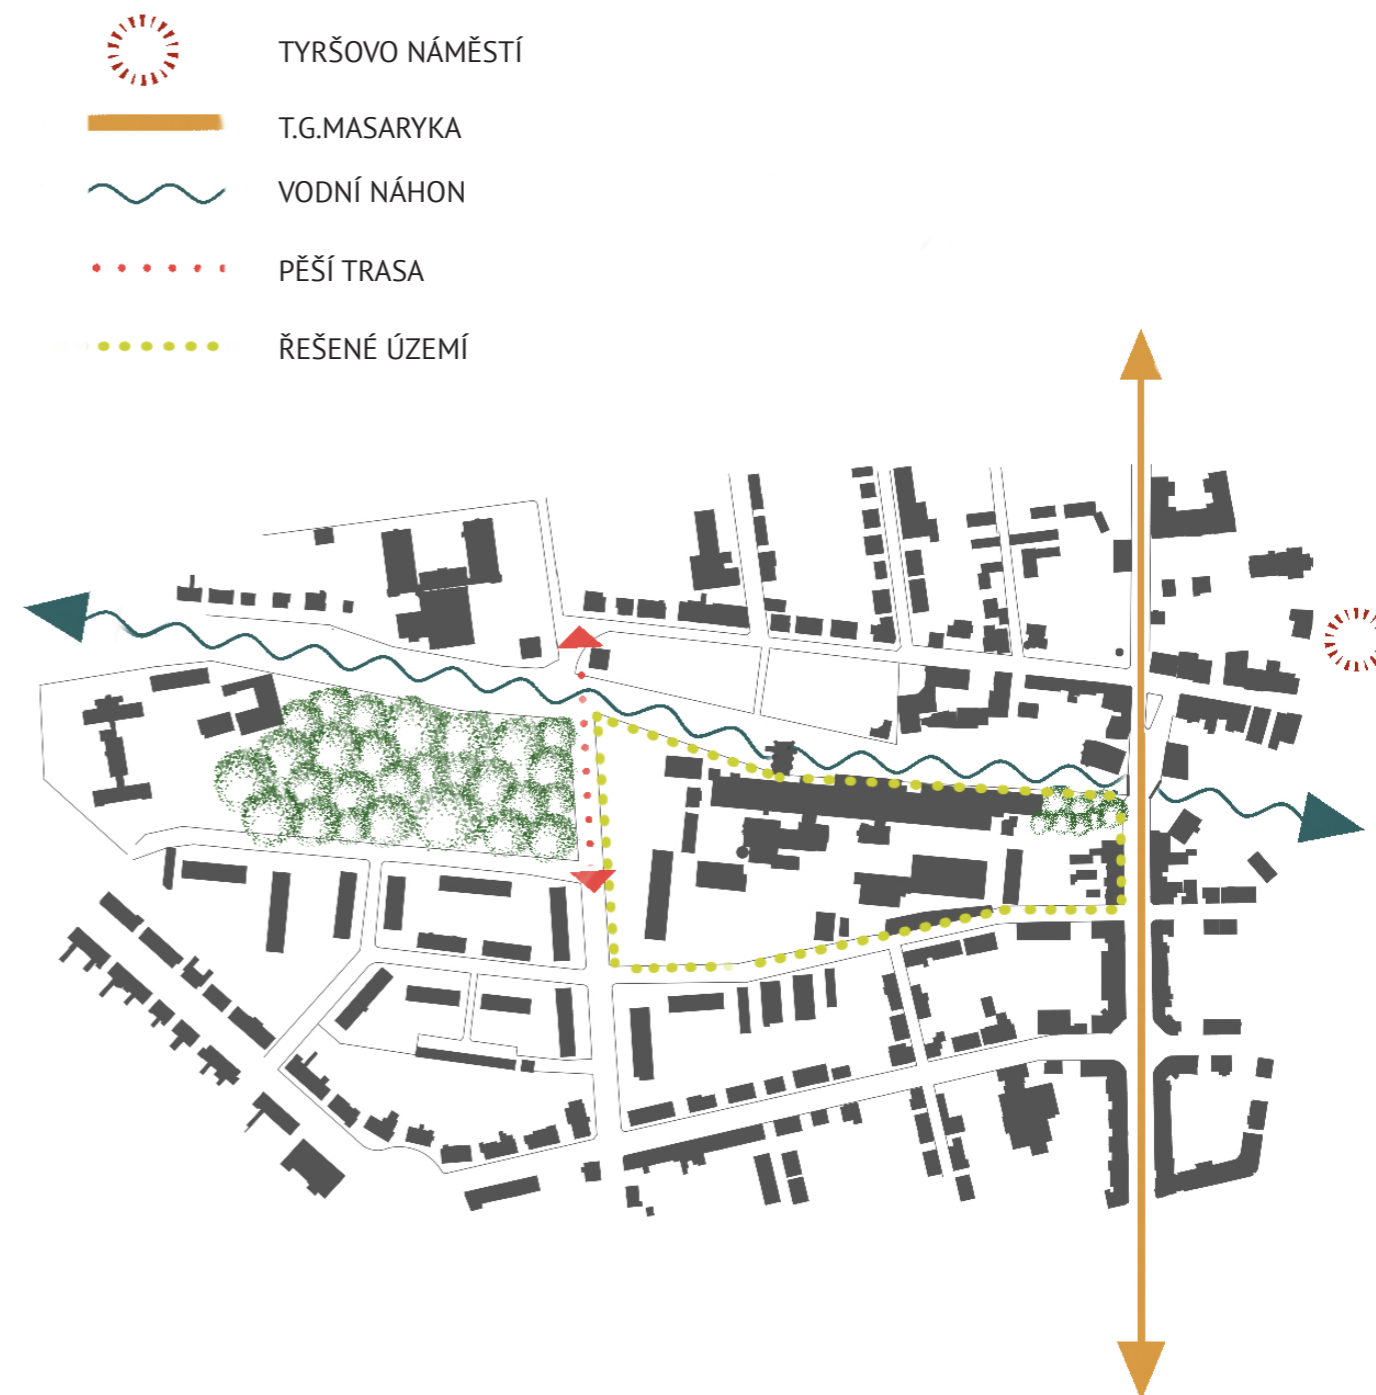 TYRŠOVO NÁMĚSTÍ
T.G.MASARYKA
VODNÍ NÁHON
PĚŠÍ TRASA
ŘEŠENÉ ÚZEMÍ